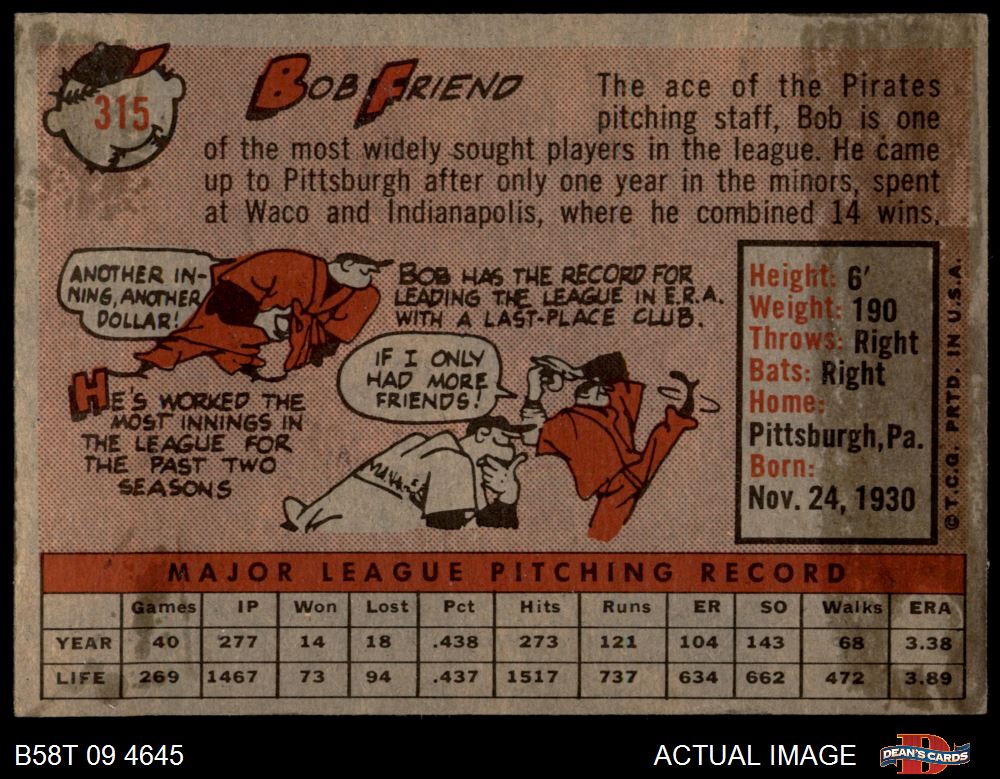 315
BOB FRIEND
The ace of the Pirates
pitching staff, Bob is one
of the most widely sought players in the league. He came
up to Pittsburgh after only one year in the minors, spent
at Waco and Indianapolis, where he combined 14 wins.
ANOTHER IN-
NING, ANOTHER
DOLLAR!
BOB HAS THE RECORD FOR
LEADING THE LEAGUE IN E.R.A.
WITH A LAST-PLACE CLUB.
HE'S WORKED THE
MOST INNINGS IN
THE LEAGUE FOR
THE PAST TWO
SEASONS
IF I ONLY
HAD MORE
FRIENDS!
Height: 6'
Weight: 190
Throws: Right
Bats: Right
Home:
Pittsburgh, Pa.
Born:
Nov. 24, 1930
© T.C.G. PRTD. IN U.S.A.
MAJOR LEAGUE PITCHING RECORD
Games IP Won Lost Pct Hits Runs ER SO Walks ERA
YEAR 40 277 14 18 .438 273 121 104 143 68 3.38
LIFE 269 1467 73 94 .437 1517 737 634 662 472 3.89
B58T 09 4645
ACTUAL IMAGE
DEAN'S CARDS